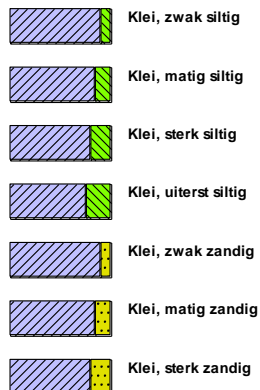 Klei, zwak siltig
Klei, matig siltig
Klei, sterk siltig
Klei, uiterst siltig
Klei, zwak zandig
Klei, matig zandig
Klei, sterk zandig